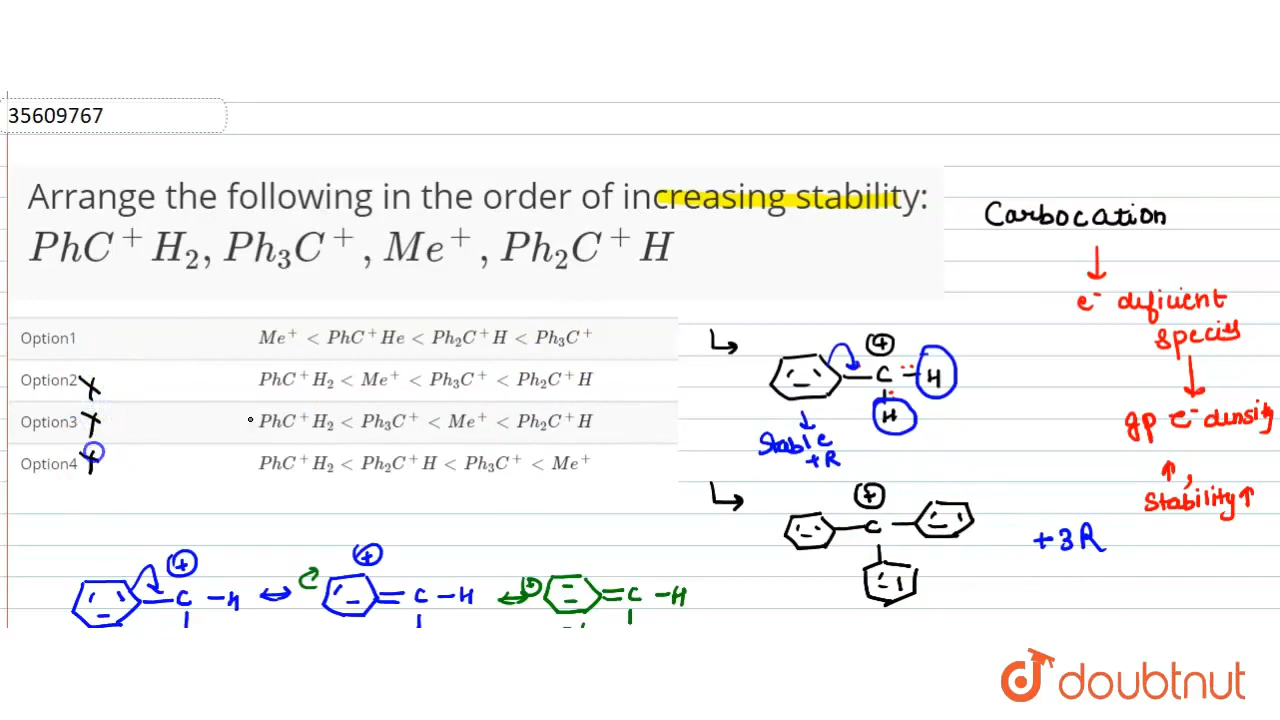 35609767
Arrange the following in the order of increasing stability:
PhC⁺H₂, Ph₃C⁺, Me⁺, Ph₂C⁺H
Option1 Me⁺ < PhC⁺He < Ph₂C⁺H < Ph₃C⁺
Option2 PhC⁺H₂ < Me⁺ < Ph₃C⁺ < Ph₂C⁺H
Option3 PhC⁺H₂ < Ph₃C⁺ < Me⁺ < Ph₂C⁺H
Option4 PhC⁺H₂ < Ph₂C⁺H < Ph₃C⁺ < Me⁺
Carbocation
↓
e⁻ deficient
species
↓
gp e⁻ density
↑,
Stability ↑
↳ + C – H
H
↓
Stable
+R
↳ + C
+3R
+ C – H ↔ + = C – H ↔ + = C – H
doubtnut